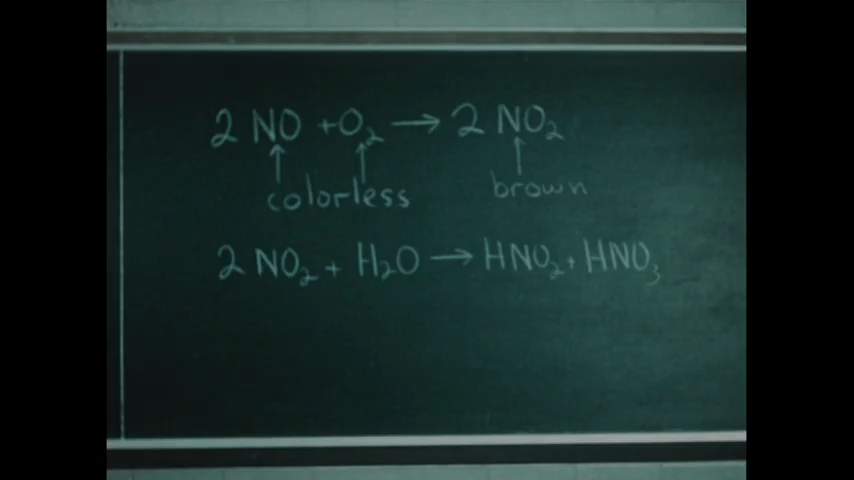 2 NO + O₂ → 2 NO₂
↑ ↑ ↑
colorless brown
2 NO₂ + H₂O → HNO₂ + HNO₃